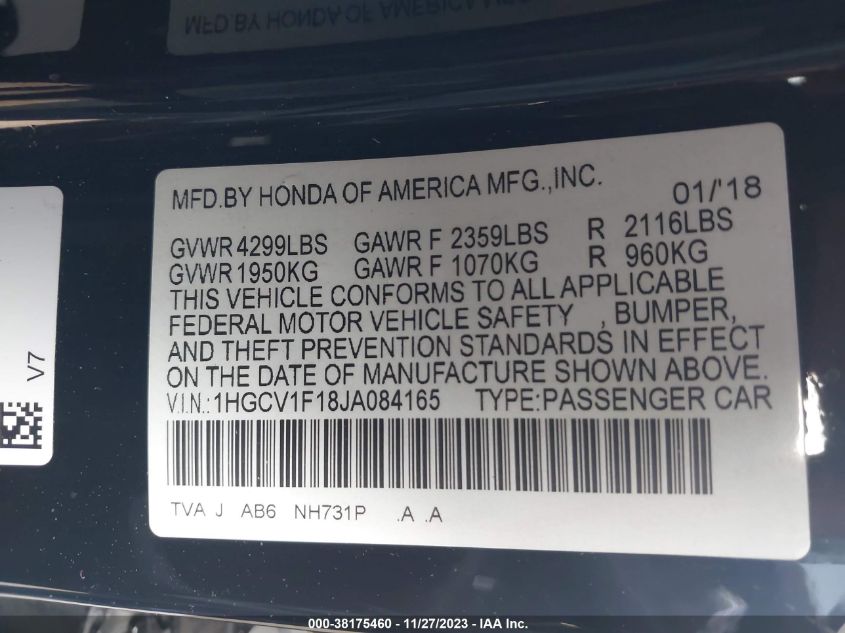 MFD.BY HONDA OF AMERICA MFG.,INC. 01/'18
GVWR 4299LBS GAWR F 2359LBS R 2116LBS
GVWR 1950KG GAWR F 1070KG R 960KG
THIS VEHICLE CONFORMS TO ALL APPLICABLE
FEDERAL MOTOR VEHICLE SAFETY , BUMPER,
AND THEFT PREVENTION STANDARDS IN EFFECT
ON THE DATE OF MANUFACTURE SHOWN ABOVE.
V.I.N.:1HGCV1F18JA084165 TYPE:PASSENGER CAR
TVA J AB6 NH731P .A .A
V7
000-38175460 - 11/27/2023 - IAA Inc.